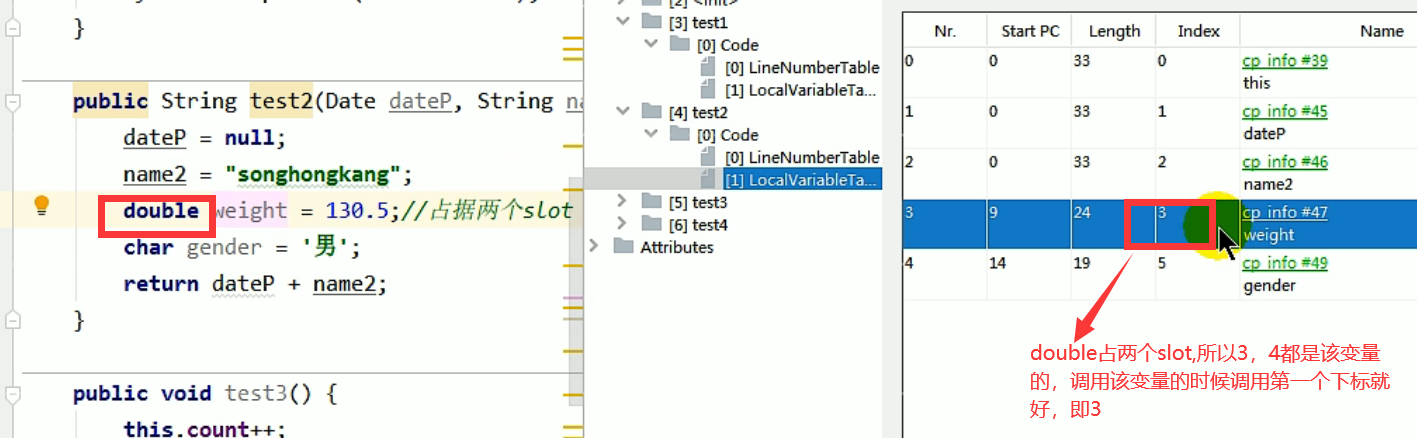 }
public String test2(Date dateP, String na
dateP = null;
name2 = "songhongkang";
double weight = 130.5;//占据两个slot
char gender = '男';
return dateP + name2;
}
public void test3() {
this.count++;
[3] test1
[0] Code
[0] LineNumberTable
[1] LocalVariableTa...
[4] test2
[0] Code
[0] LineNumberTable
[1] LocalVariableTa...
[5] test3
[6] test4
Attributes
Nr. Start PC Length Index Name
0 0 33 0 cp info #39
this
1 0 33 1 cp info #45
dateP
2 0 33 2 cp info #46
name2
3 9 24 3 cp info #47
weight
4 14 19 5 cp info #49
gender
double占两个slot,所以3，4都是该变量
的，调用该变量的时候调用第一个下标就
好，即3